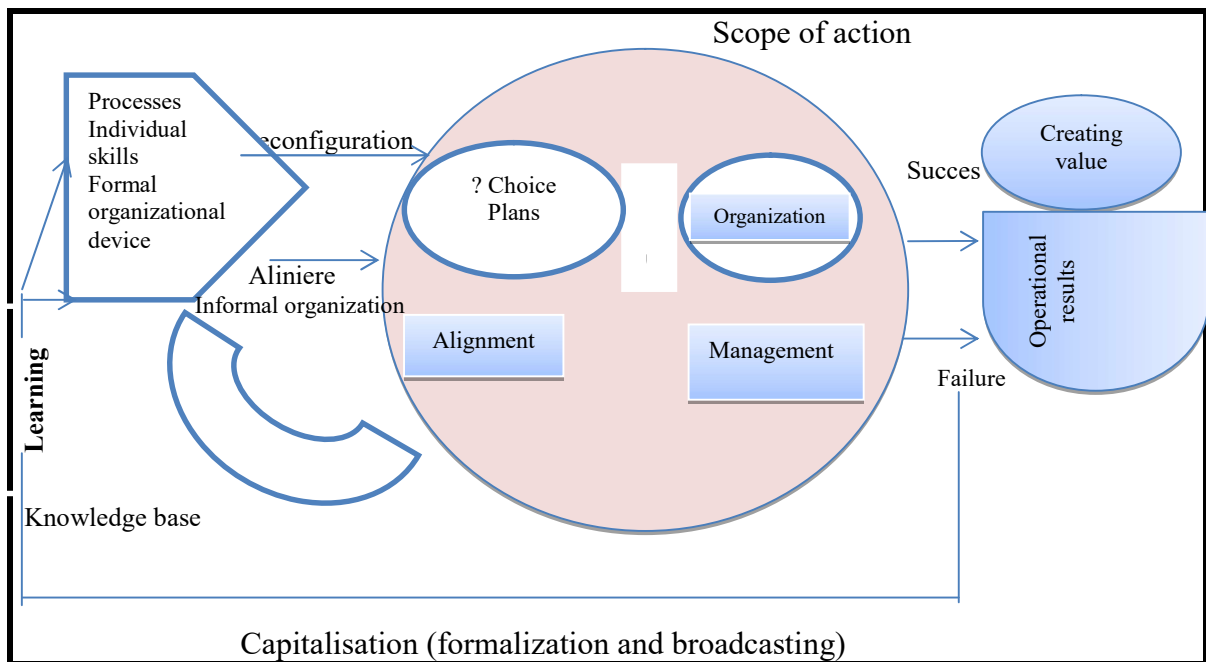 Scope of action
Processes
Individual
skills
Formal
organizational
device
econfiguration
? Choice
Plans
Organization
Creating
value
Succes
Aliniere
Informal organization
Alignment
Management
Operational
results
Failure
Learning
Knowledge base
Capitalisation (formalization and broadcasting)